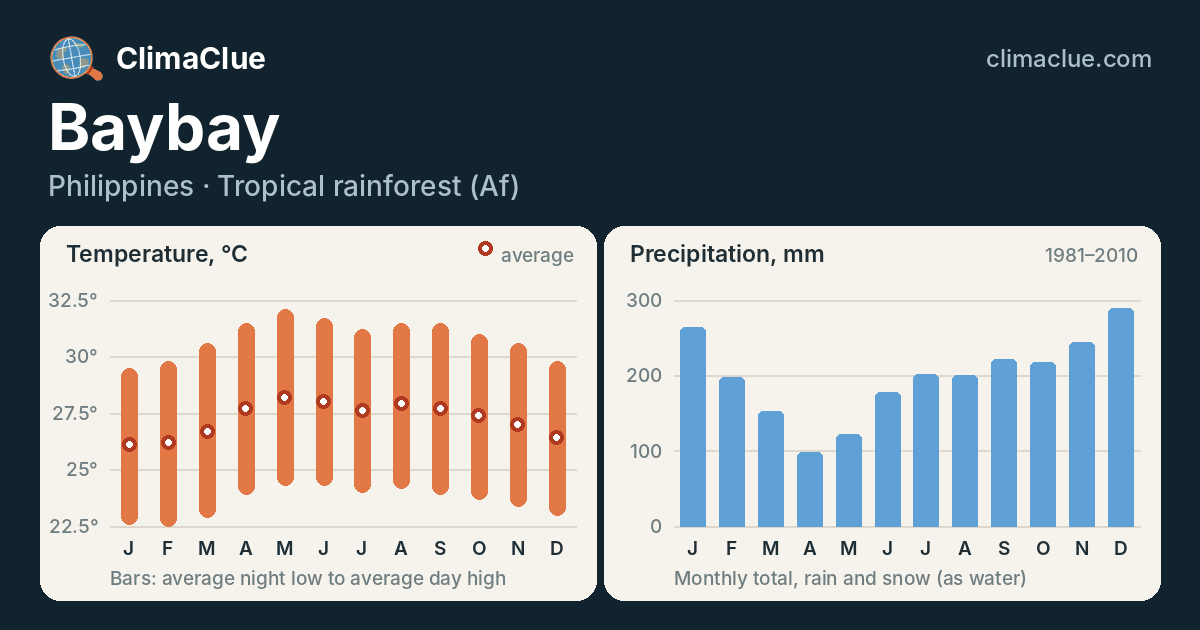 ClimaClue
climaclue.com
Baybay
Philippines · Tropical rainforest (Af)
Temperature, °C
average
32.5°
30°
27.5°
25°
22.5°
J F M A M J J A S O N D
Bars: average night low to average day high
Precipitation, mm
1981–2010
300
200
100
0
J F M A M J J A S O N D
Monthly total, rain and snow (as water)